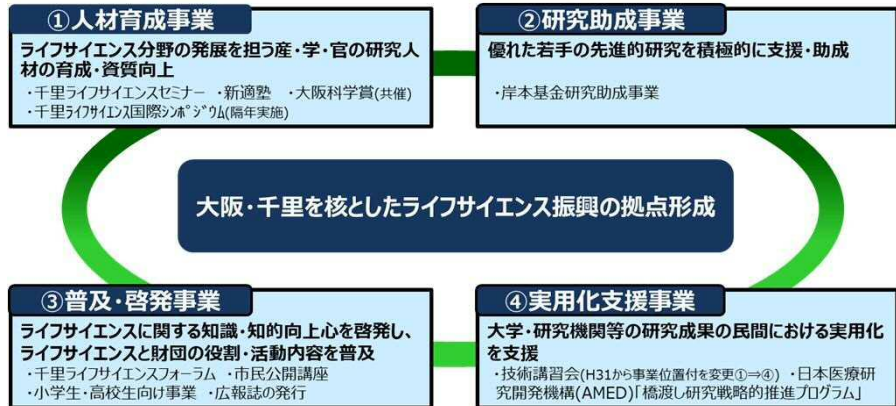 ①人材育成事業
ライフサイエンス分野の発展を担う産・学・官の研究人
材の育成・資質向上
・千里ライフサイエンスセミナー ・新適塾 ・大阪科学賞(共催)
・千里ライフサイエンス国際シンポジウム(隔年実施)
②研究助成事業
優れた若手の先進的研究を積極的に支援・助成
・岸本基金研究助成事業
大阪・千里を核としたライフサイエンス振興の拠点形成
③普及・啓発事業
ライフサイエンスに関する知識・知的向上心を啓発し、
ライフサイエンスと財団の役割・活動内容を普及
・千里ライフサイエンスフォーラム ・市民公開講座
・小学生・高校生向け事業 ・広報誌の発行
④実用化支援事業
大学・研究機関等の研究成果の民間における実用化
を支援
・技術講習会(H31から事業位置付を変更①⇒④) ・日本医療研
究開発機構(AMED)「橋渡し研究戦略的推進プログラム」